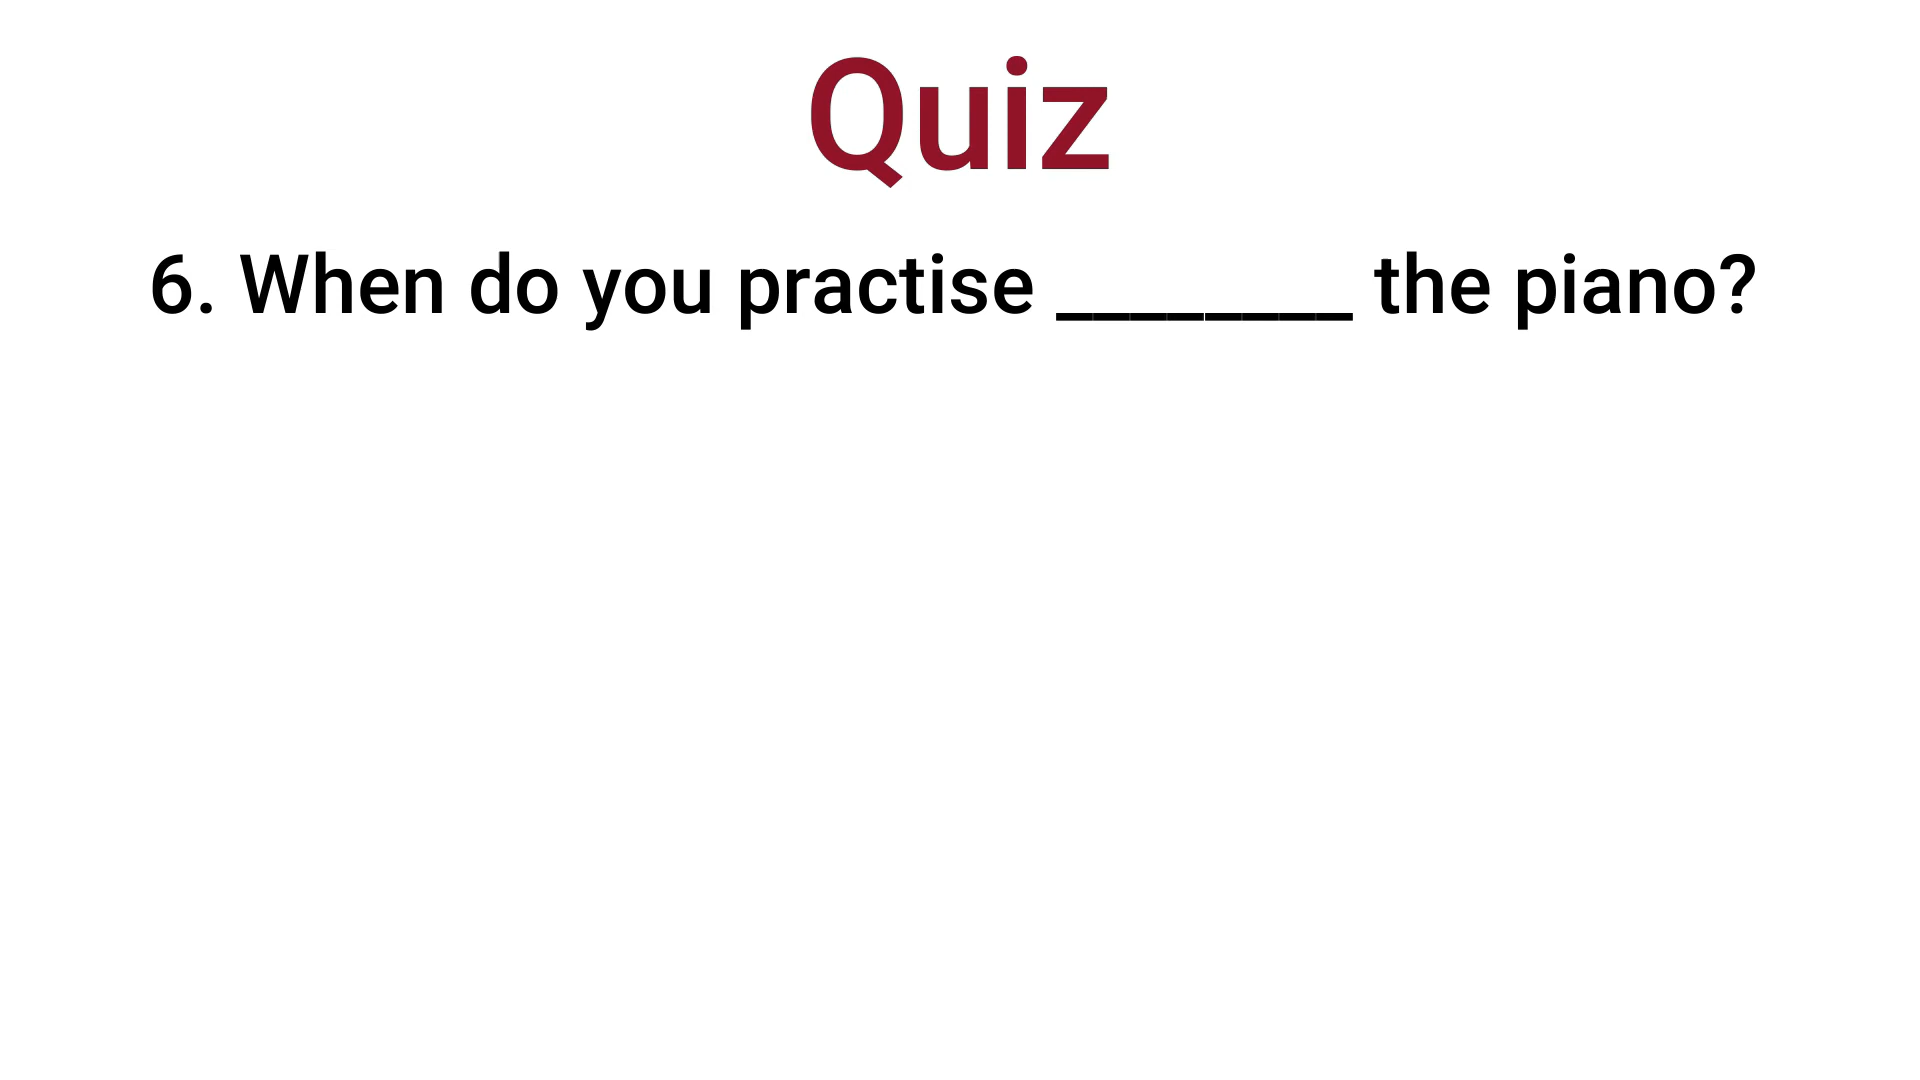 Quiz
6. When do you practise ________ the piano?